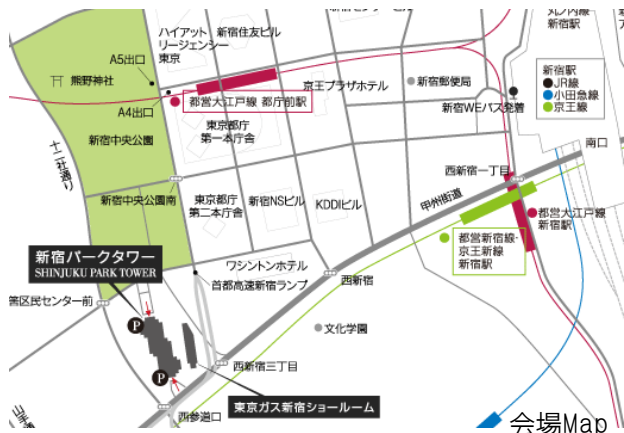 丸ノ内線
新宿駅
ハイアット
リージェンシー
東京
新宿住友ビル
A5出口
熊野神社
A4出口
都営大江戸線 都庁前駅
京王プラザホテル
新宿郵便局
新宿駅
JR線
小田急線
京王線
新宿WEバス発着
新宿中央公園
東京都庁
第一本庁舎
南口
十二社通り
西新宿一丁目
新宿中央公園南
東京都庁
第二本庁舎
新宿NSビル
KDDIビル
甲州街道
都営大江戸線
新宿駅
都営新宿線・
京王新線
新宿駅
新宿パークタワー
SHINJUKU PARK TOWER
ワシントンホテル
首都高速新宿ランプ
西新宿
区民センター前
P
文化学園
西新宿三丁目
P
東京ガス新宿ショールーム
西参道口
会場Map